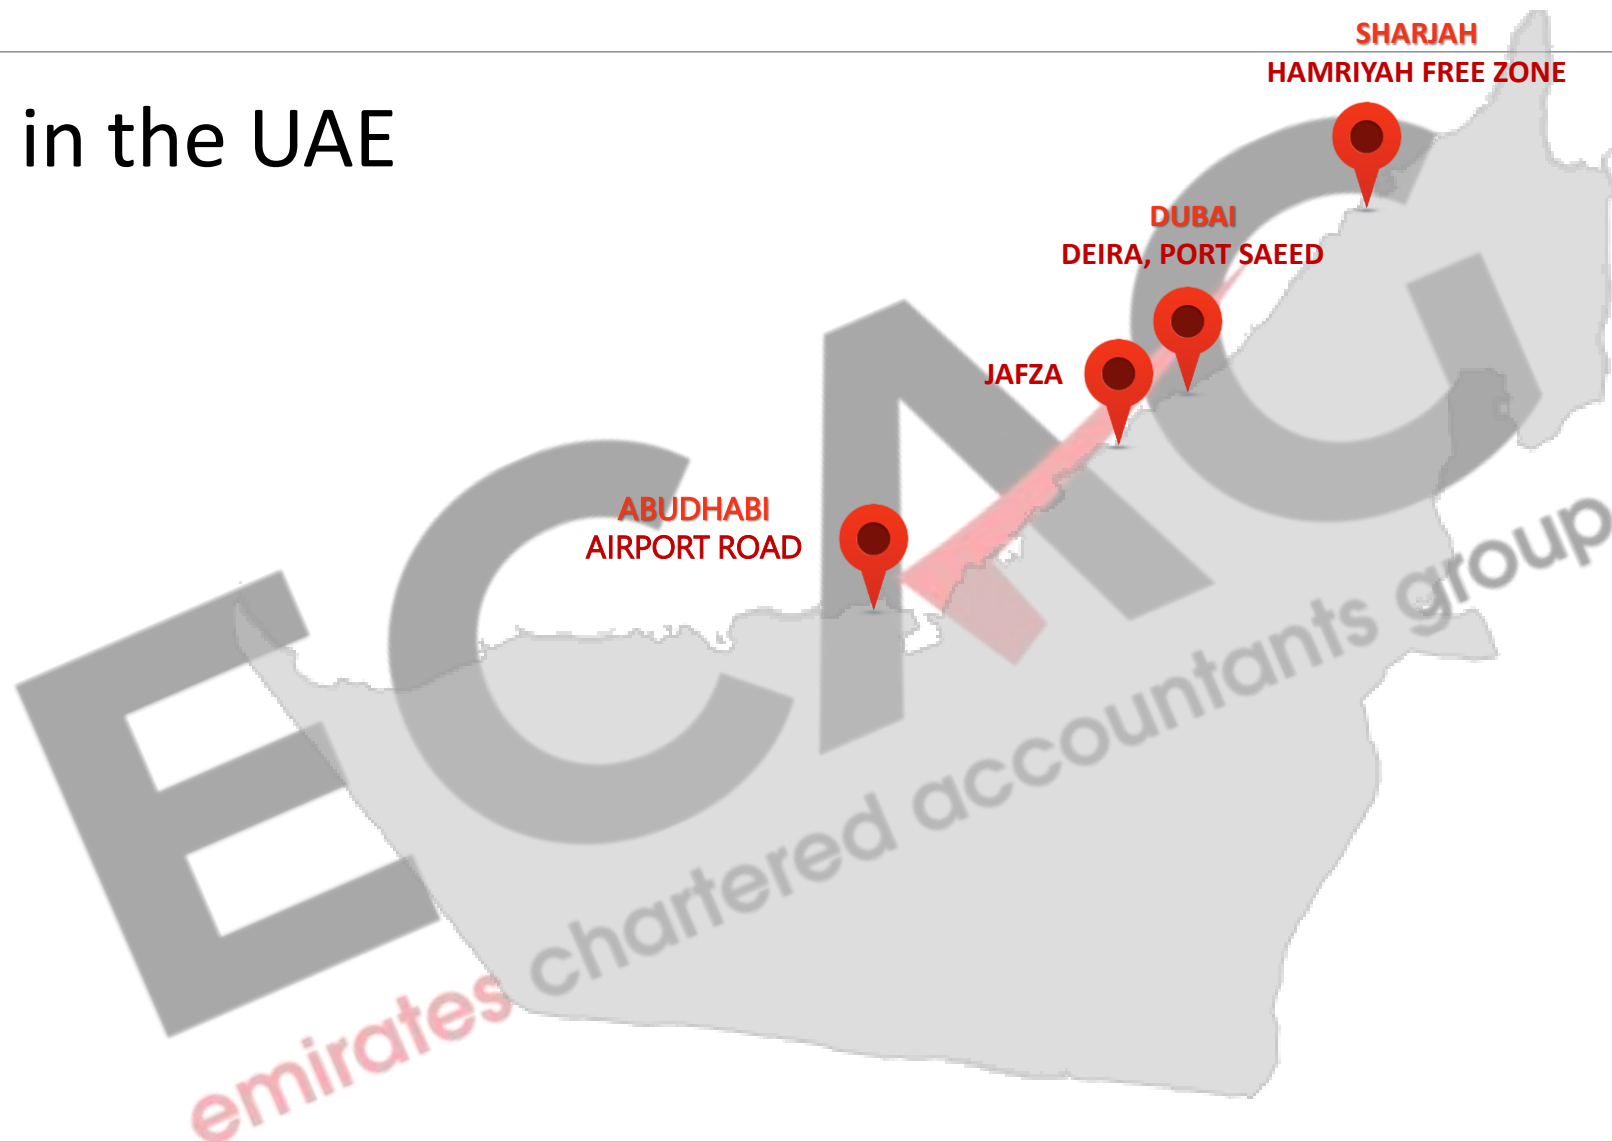 SHARJAH
HAMRIYAH FREE ZONE
in the UAE
DUBAI
DEIRA, PORT SAEED
JAFZA
ABUDHABI
AIRPORT ROAD
ECAG
emirates chartered accountants group